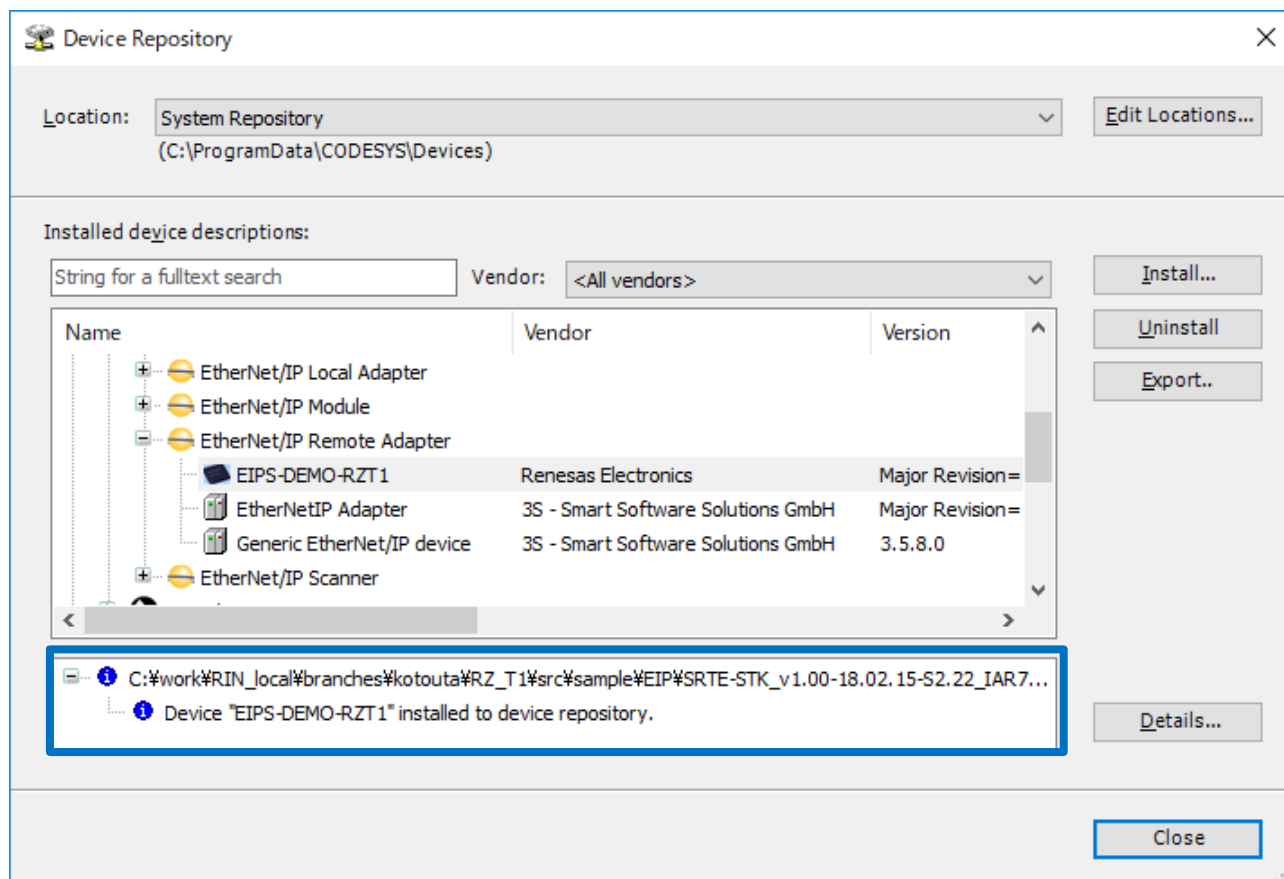 Device Repository
Location: System Repository Edit Locations...
(C:\ProgramData\CODESYS\Devices)
Installed device descriptions:
String for a fulltext search Vendor: <All vendors> Install...
Name Vendor Version Uninstall
EtherNet/IP Local Adapter Export..
EtherNet/IP Module
EtherNet/IP Remote Adapter
EIPS-DEMO-RZT1 Renesas Electronics Major Revision=
EtherNetIP Adapter 3S - Smart Software Solutions GmbH Major Revision=
Generic EtherNet/IP device 3S - Smart Software Solutions GmbH 3.5.8.0
EtherNet/IP Scanner
C:¥work¥RIN_local¥branches¥kotouta¥RZ_T1¥src¥sample¥EIP¥SRTE-STK_v1.00-18.02.15-S2.22_IAR7...
Device "EIPS-DEMO-RZT1" installed to device repository.
Details...
Close